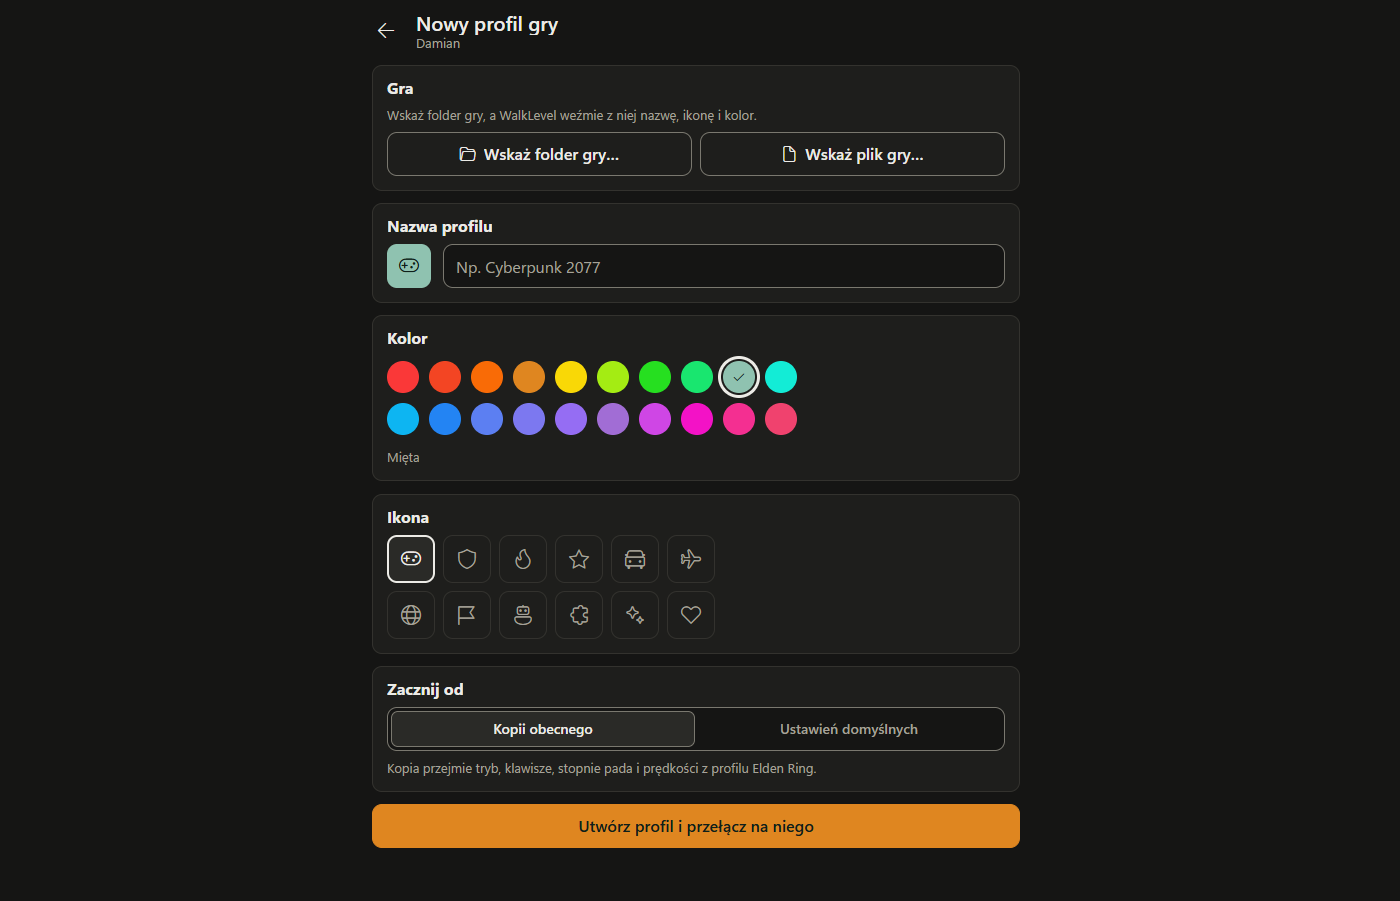 Nowy profil gry
Damian
Gra
Wskaż folder gry, a WalkLevel weźmie z niej nazwę, ikonę i kolor.
Wskaż folder gry...
Wskaż plik gry...
Nazwa profilu
Np. Cyberpunk 2077
Kolor
Mięta
Ikona
Zacznij od
Kopii obecnego
Ustawień domyślnych
Kopia przejmie tryb, klawisze, stopnie pada i prędkości z profilu Elden Ring.
Utwórz profil i przełącz na niego